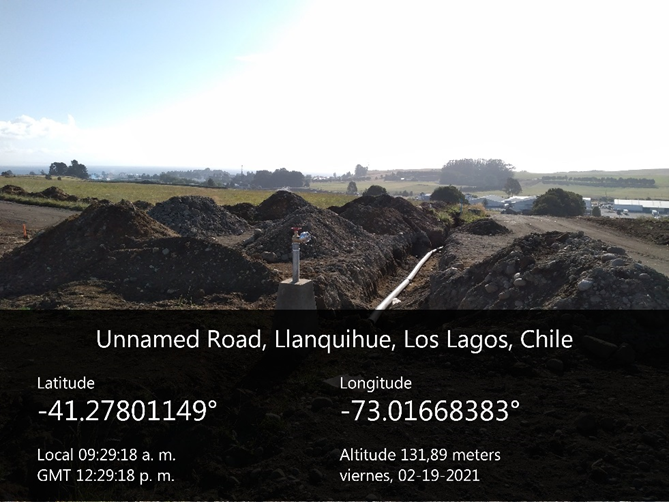 Unnamed Road, Llanquihue, Los Lagos, Chile
Latitude
-41.27801149°
Longitude
-73.01668383°
Local 09:29:18 a. m.
GMT 12:29:18 p. m.
Altitude 131,89 meters
viernes, 02-19-2021